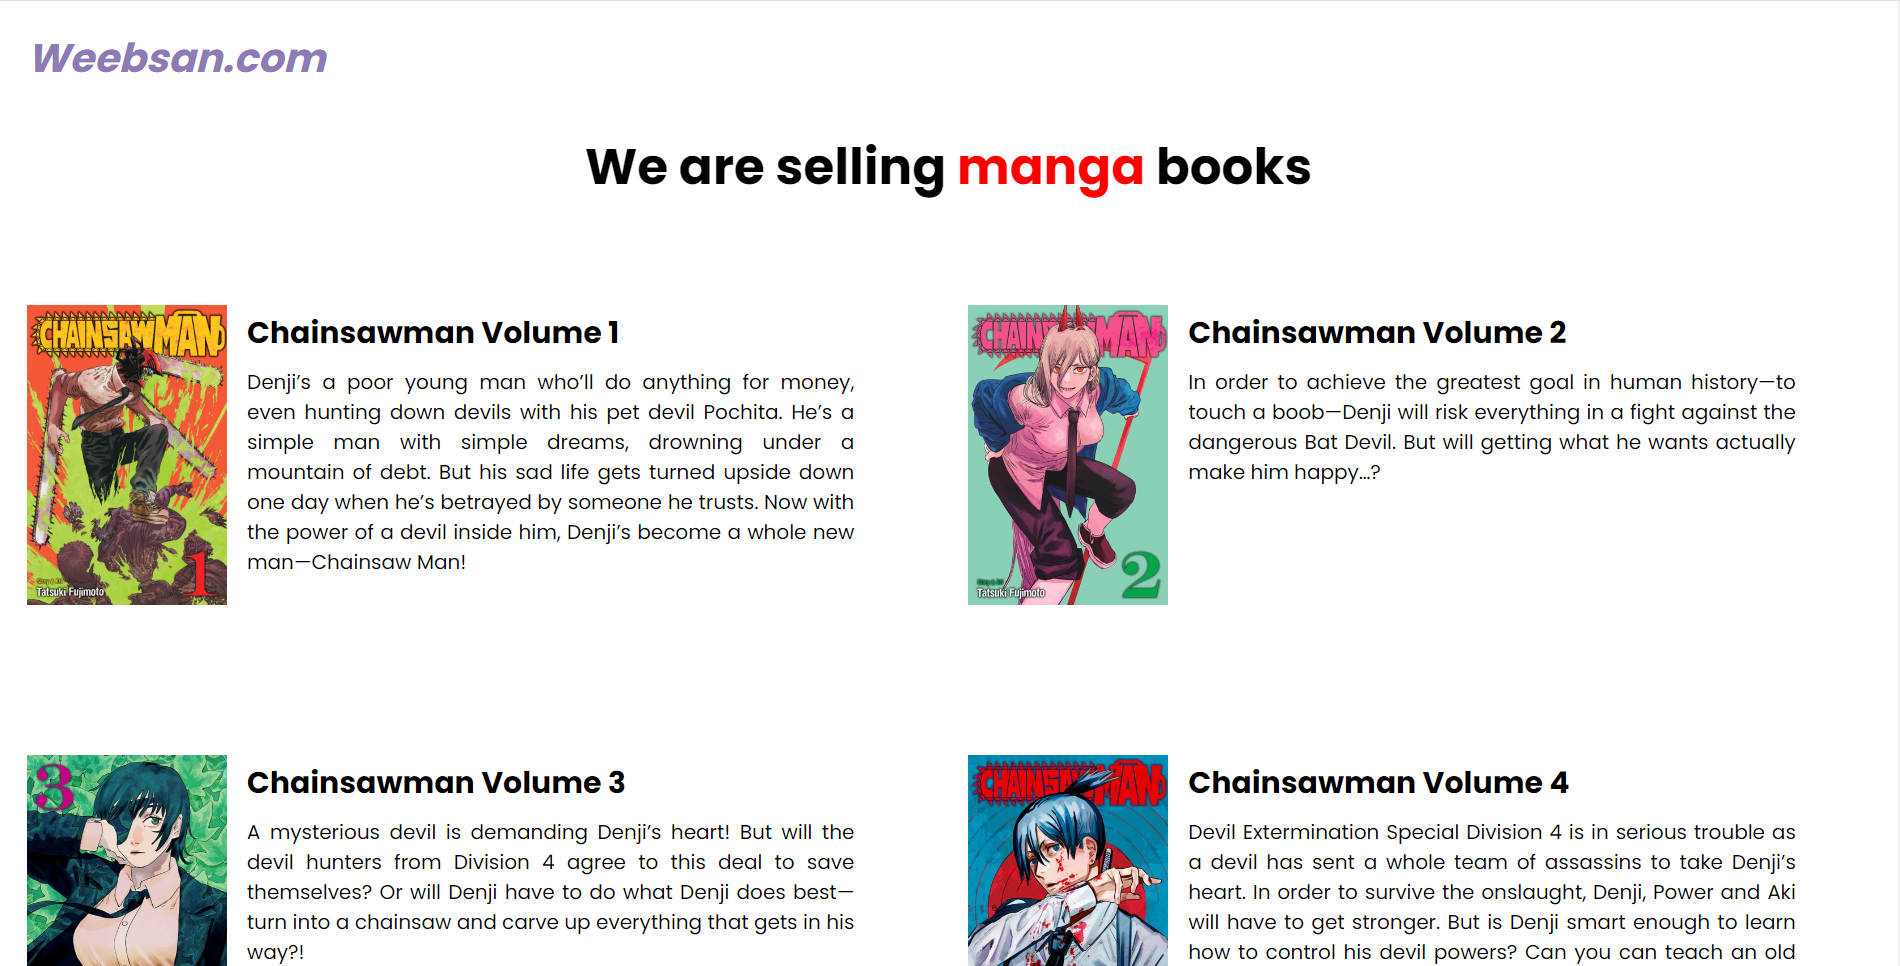 Weebsan.com
We are selling manga books
CHAINSAWMAN
1
Story & Art
Tatsuki Fujimoto
Chainsawman Volume 1
Denji’s a poor young man who’ll do anything for money,
even hunting down devils with his pet devil Pochita. He’s a
simple man with simple dreams, drowning under a
mountain of debt. But his sad life gets turned upside down
one day when he’s betrayed by someone he trusts. Now with
the power of a devil inside him, Denji’s become a whole new
man—Chainsaw Man!
CHAINSAWMAN
2
Story & Art
Tatsuki Fujimoto
Chainsawman Volume 2
In order to achieve the greatest goal in human history—to
touch a boob—Denji will risk everything in a fight against the
dangerous Bat Devil. But will getting what he wants actually
make him happy...?
3
Chainsawman Volume 3
A mysterious devil is demanding Denji’s heart! But will the
devil hunters from Division 4 agree to this deal to save
themselves? Or will Denji have to do what Denji does best—
turn into a chainsaw and carve up everything that gets in his
way?!
CHAINSAWMAN
Chainsawman Volume 4
Devil Extermination Special Division 4 is in serious trouble as
a devil has sent a whole team of assassins to take Denji’s
heart. In order to survive the onslaught, Denji, Power and Aki
will have to get stronger. But is Denji smart enough to learn
how to control his devil powers? Can you can teach an old